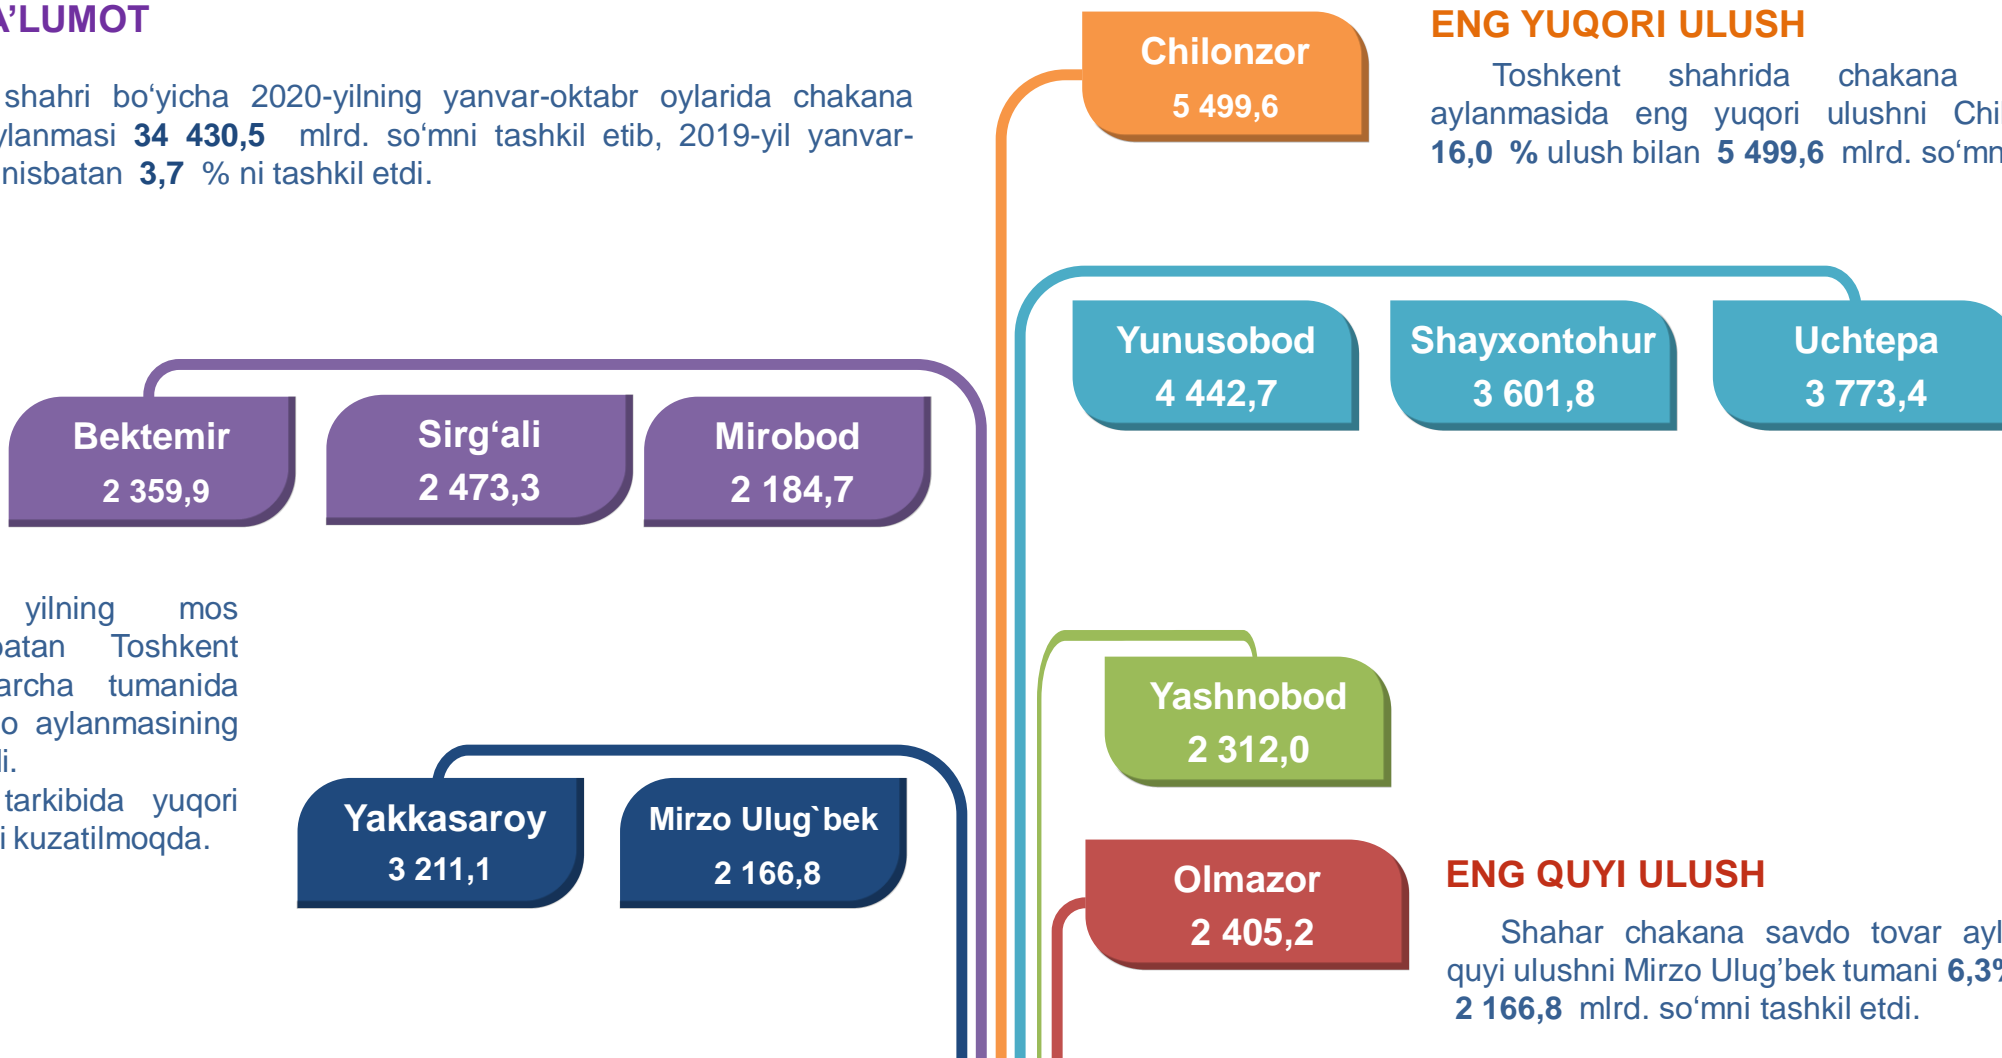 A’LUMOT
shahri bo‘yicha 2020-yilning yanvar-oktabr oylarida chakana
ylanmasi 34 430,5 mlrd. so‘mni tashkil etib, 2019-yil yanvar-
nisbatan 3,7 % ni tashkil etdi.
Chilonzor
5 499,6
ENG YUQORI ULUSH
Toshkent shahrida chakana
aylanmasida eng yuqori ulushni Chi
16,0 % ulush bilan 5 499,6 mlrd. so‘mn
Yunusobod
4 442,7
Shayxontohur
3 601,8
Uchtepa
3 773,4
Bektemir
2 359,9
Sirg‘ali
2 473,3
Mirobod
2 184,7
yilning mos
batan Toshkent
archa tumanida
o aylanmasining
di.
tarkibida yuqori
i kuzatilmoqda.
Yashnobod
2 312,0
Yakkasaroy
3 211,1
Mirzo Ulug`bek
2 166,8
Olmazor
2 405,2
ENG QUYI ULUSH
Shahar chakana savdo tovar ayl
quyi ulushni Mirzo Ulug’bek tumani 6,3%
2 166,8 mlrd. so‘mni tashkil etdi.